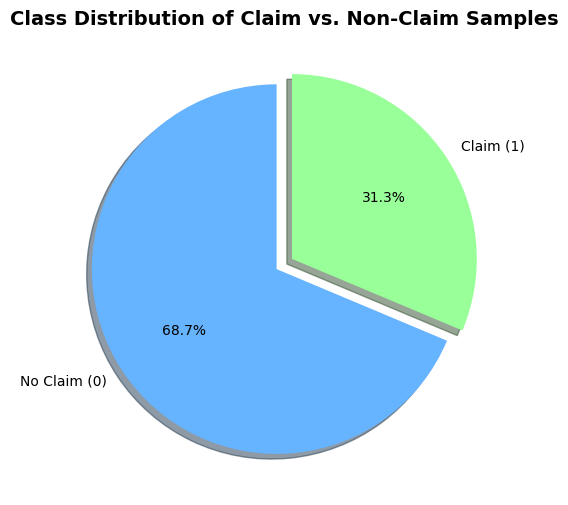 Class Distribution of Claim vs. Non-Claim Samples
Claim (1)
31.3%
68.7%
No Claim (0)